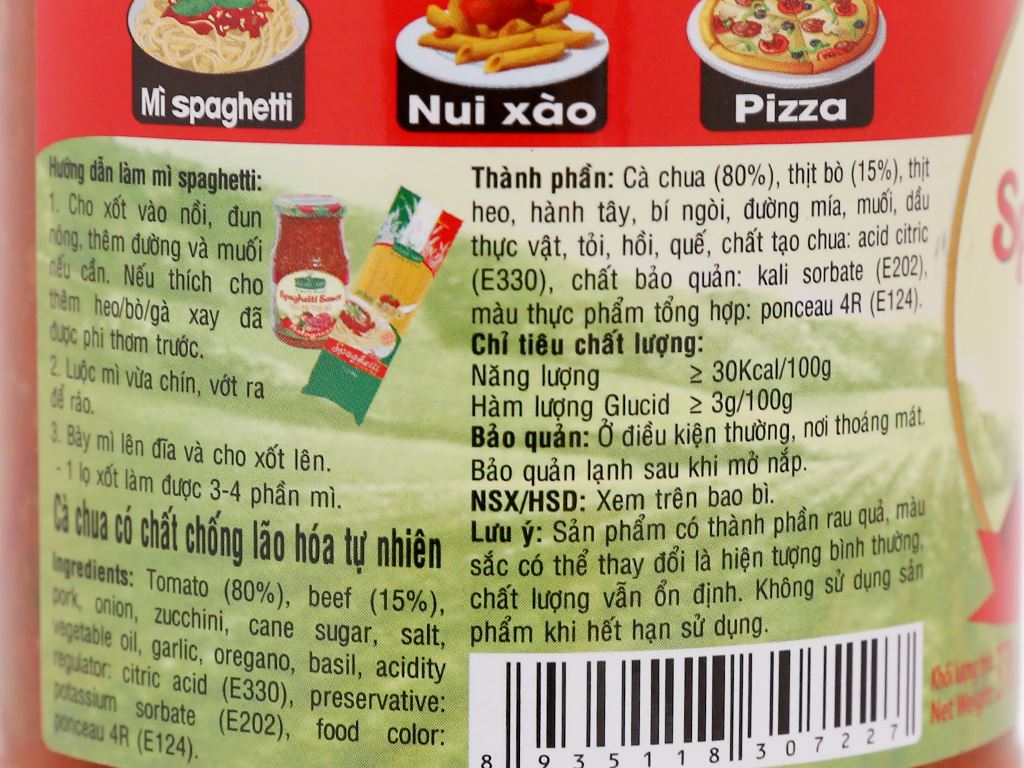 Mì spaghetti
Nui xào
Pizza
Hướng dẫn làm mì spaghetti:
1. Cho xốt vào nồi, đun
nóng, thêm đường và muối
nếu cần. Nếu thích cho
thêm heo/bò/gà xay đã
được phi thơm trước.
2. Luộc mì vừa chín, vớt ra
để ráo.
3. Bày mì lên đĩa và cho xốt lên.
- 1 lọ xốt làm được 3-4 phần mì.
Cà chua có chất chống lão hóa tự nhiên
Ingredients: Tomato (80%), beef (15%),
pork, onion, zucchini, cane sugar, salt,
vegetable oil, garlic, oregano, basil, acidity
regulator: citric acid (E330), preservative:
potassium sorbate (E202), food color:
ponceau 4R (E124).
Spaghetti Sauce
Spaghetti
Thành phần: Cà chua (80%), thịt bò (15%), thịt
heo, hành tây, bí ngòi, đường mía, muối, dầu
thực vật, tỏi, hồi, quế, chất tạo chua: acid citric
(E330), chất bảo quản: kali sorbate (E202),
màu thực phẩm tổng hợp: ponceau 4R (E124).
Chỉ tiêu chất lượng:
Năng lượng ≥ 30Kcal/100g
Hàm lượng Glucid ≥ 3g/100g
Bảo quản: Ở điều kiện thường, nơi thoáng mát.
Bảo quản lạnh sau khi mở nắp.
NSX/HSD: Xem trên bao bì.
Lưu ý: Sản phẩm có thành phần rau quả, màu
sắc có thể thay đổi là hiện tượng bình thường,
chất lượng vẫn ổn định. Không sử dụng sản
phẩm khi hết hạn sử dụng.
8 935118 307227
Khối lượng
Net Weight